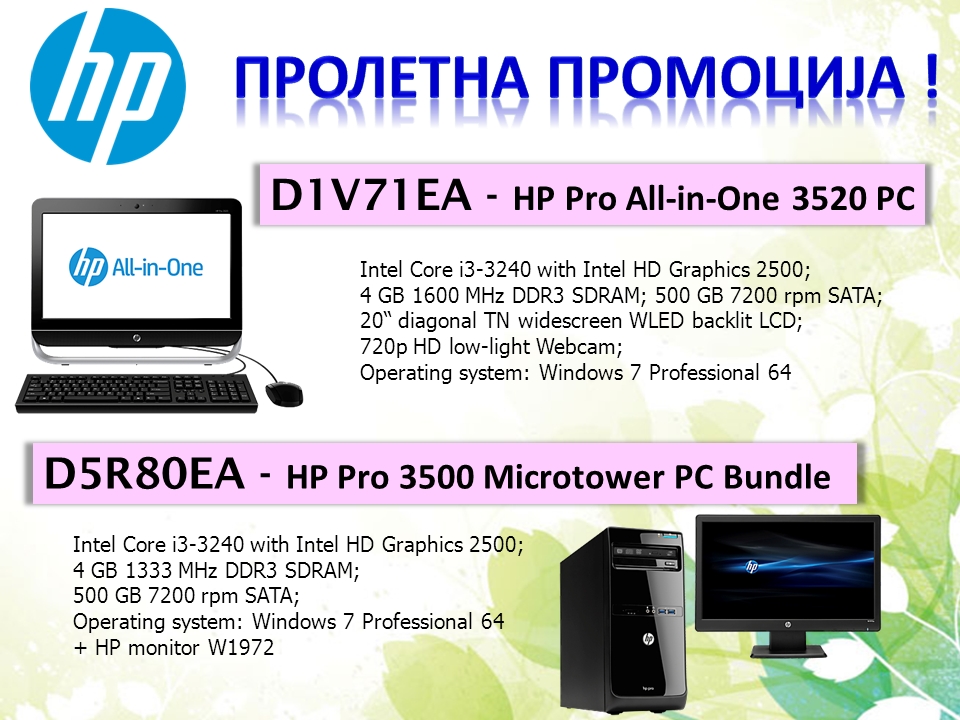 hp
ПРОЛЕТНА ПРОМОЦИЈА !
D1V71EA - HP Pro All-in-One 3520 PC
hp All-in-One
Intel Core i3-3240 with Intel HD Graphics 2500;
4 GB 1600 MHz DDR3 SDRAM; 500 GB 7200 rpm SATA;
20“ diagonal TN widescreen WLED backlit LCD;
720p HD low-light Webcam;
Operating system: Windows 7 Professional 64
D5R80EA - HP Pro 3500 Microtower PC Bundle
Intel Core i3-3240 with Intel HD Graphics 2500;
4 GB 1333 MHz DDR3 SDRAM;
500 GB 7200 rpm SATA;
Operating system: Windows 7 Professional 64
+ HP monitor W1972
hp
hp
hp pro